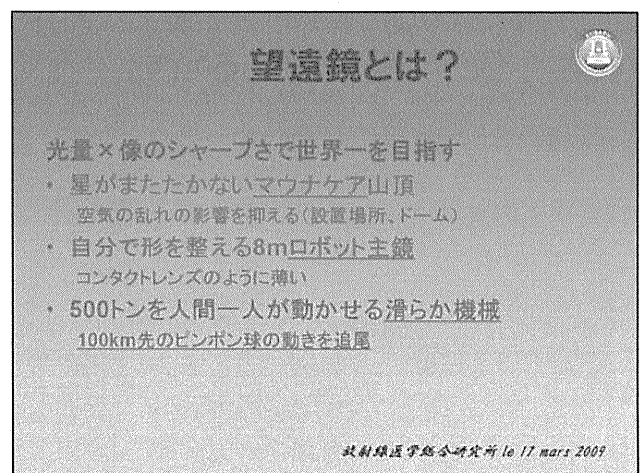 望遠鏡とは？
光量×像のシャープさで世界一を目指す
・ 星がまたたかないマウナケア山頂
空気の乱れの影響を抑える(設置場所、ドーム)
・ 自分で形を整える8mロボット主鏡
コンタクトレンズのように薄い
・ 500トンを人間一人が動かせる滑らか機械
100km先のピンポン球の動きを追尾
放射線医学総合研究所 le 17 mars 2009